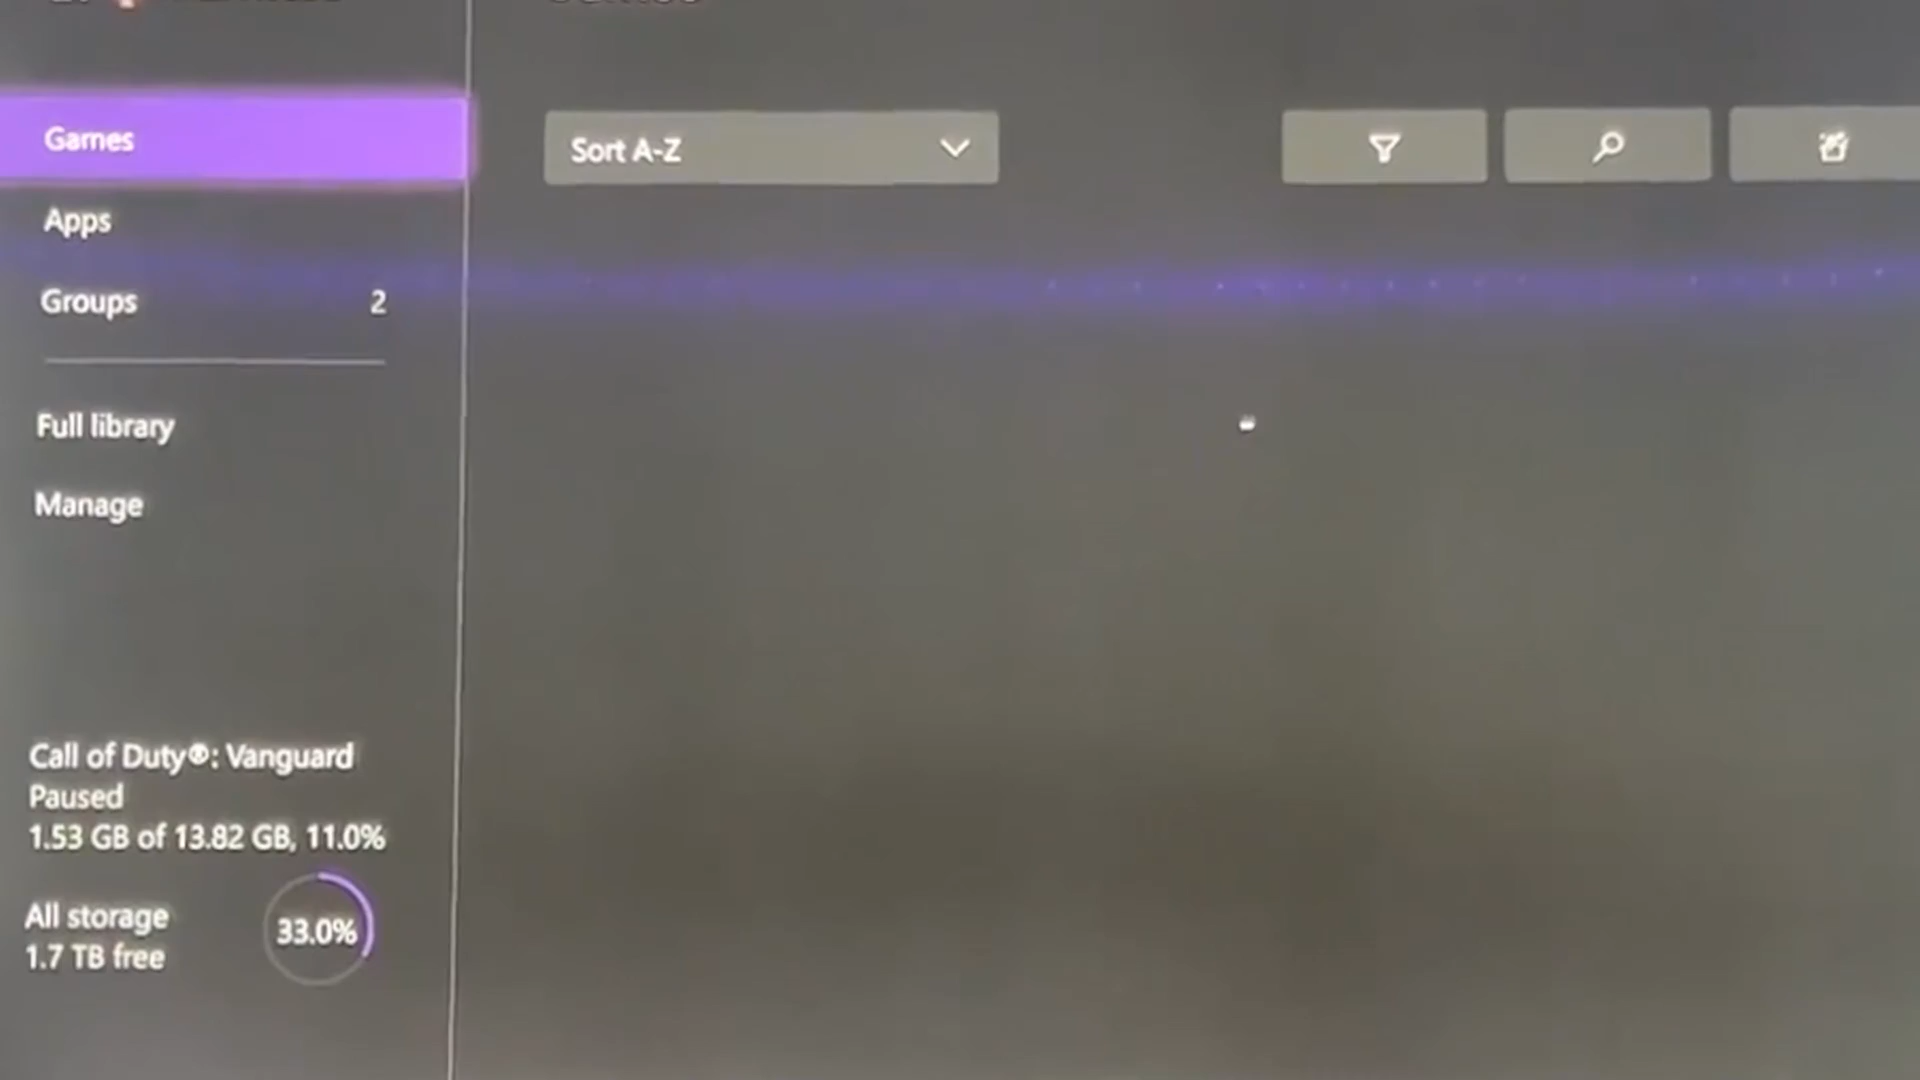 Games
Sort A-Z
Apps
Groups 2
Full library
Manage
Call of Duty®: Vanguard
Paused
1.53 GB of 13.82 GB, 11.0%
All storage
1.7 TB free
33.0%